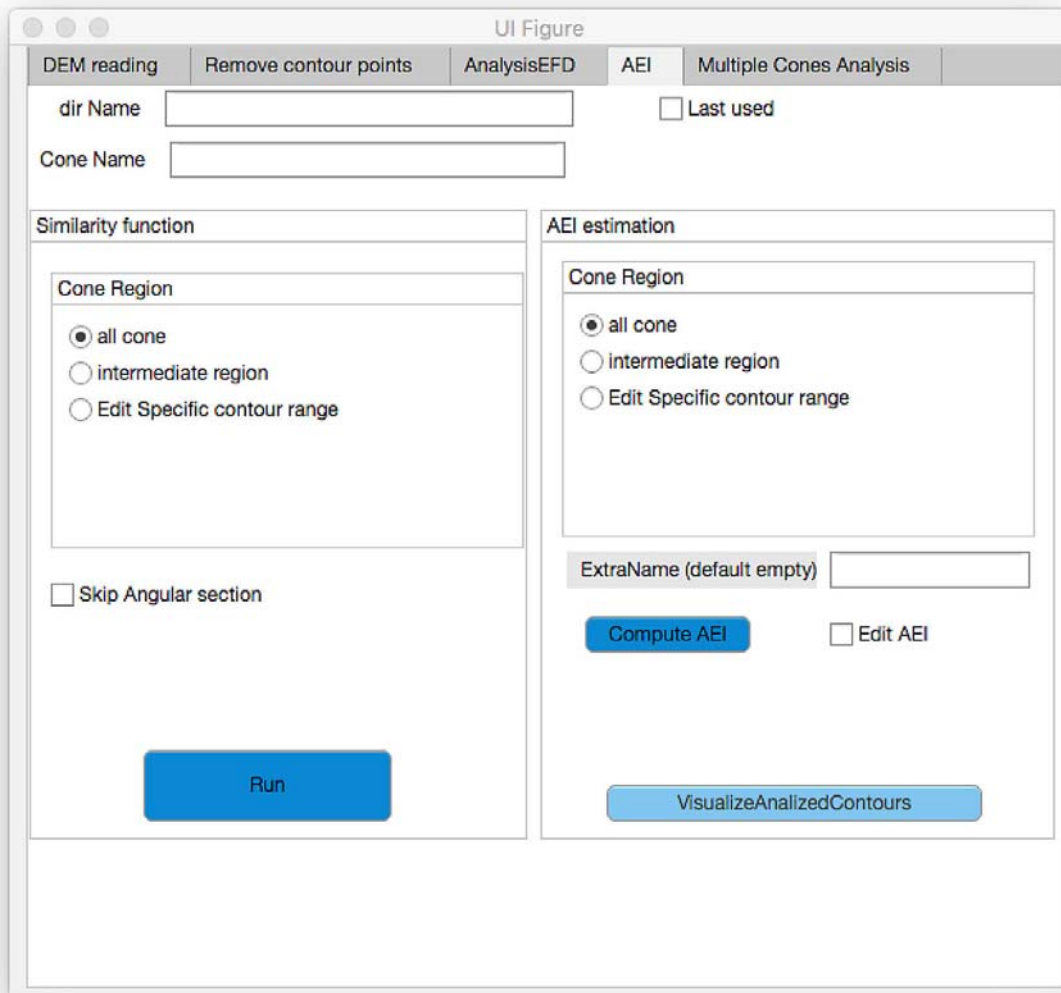 UI Figure
DEM reading Remove contour points AnalysisEFD AEI Multiple Cones Analysis
dir Name Last used
Cone Name
Similarity function
Cone Region
all cone
intermediate region
Edit Specific contour range
Skip Angular section
Run
AEI estimation
Cone Region
all cone
intermediate region
Edit Specific contour range
ExtraName (default empty)
Compute AEI Edit AEI
VisualizeAnalizedContours